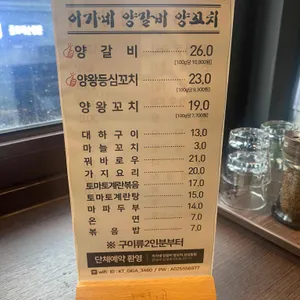 이가네 양갈비 양꼬치
양 갈 비 26.0
양왕등심꼬치 23.0
양 왕 꼬 치 19.0
대 하 구 이 13.0
마 늘 꼬 치 3.0
꿔 바 로 우 21.0
가 지 요 리 20.0
토마토계란볶음 17.0
토마토계란탕 15.0
마 파 두 부 14.0
온 면 7.0
볶 음 밥 7.0
※ 구이류2인분부터
단체예약 환영